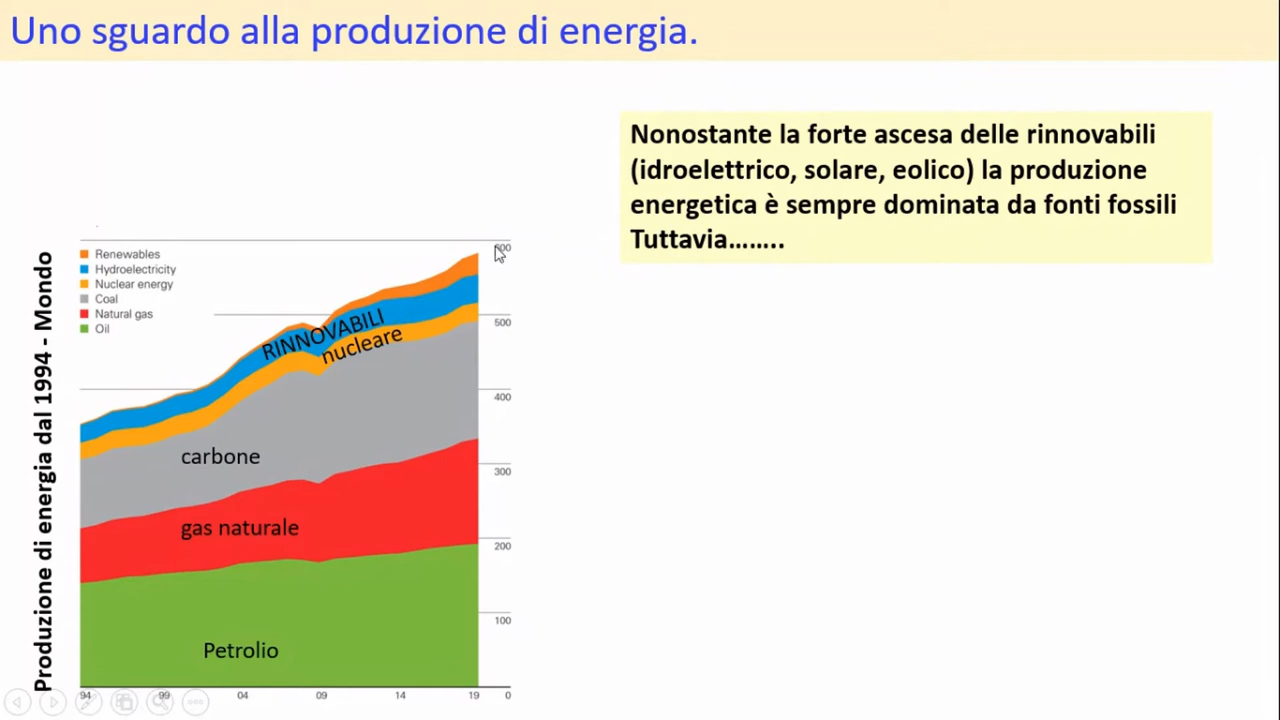 Uno sguardo alla produzione di energia.
Nonostante la forte ascesa delle rinnovabili
(idroelettrico, solare, eolico) la produzione
energetica è sempre dominata da fonti fossili
Tuttavia……..
Produzione di energia dal 1994 - Mondo
Renewables
Hydroelectricity
Nuclear energy
Coal
Natural gas
Oil
RINNOVABILI
nucleare
carbone
gas naturale
Petrolio
600
500
400
300
200
100
0
94
99
04
09
14
19